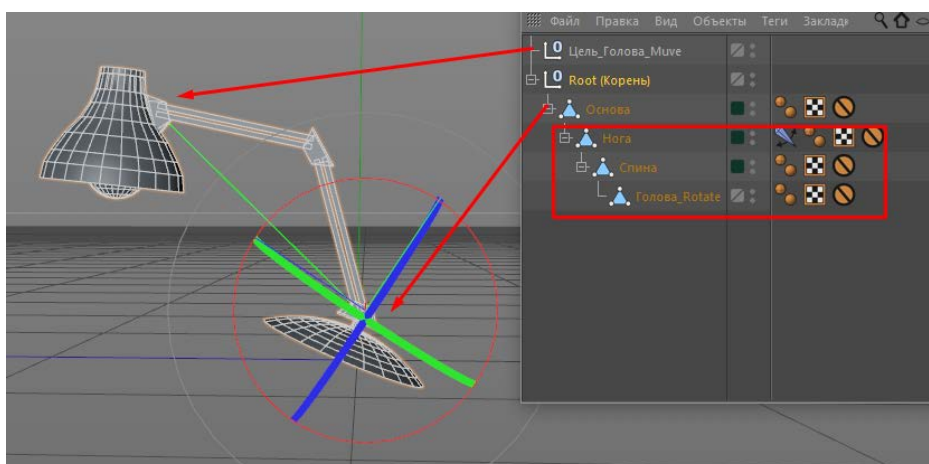 Файл Правка Вид Объекты Теги Заклад
Цель_Голова_Muve
Root (Корень)
Основа
Нога
Спина
Голова_Rotate